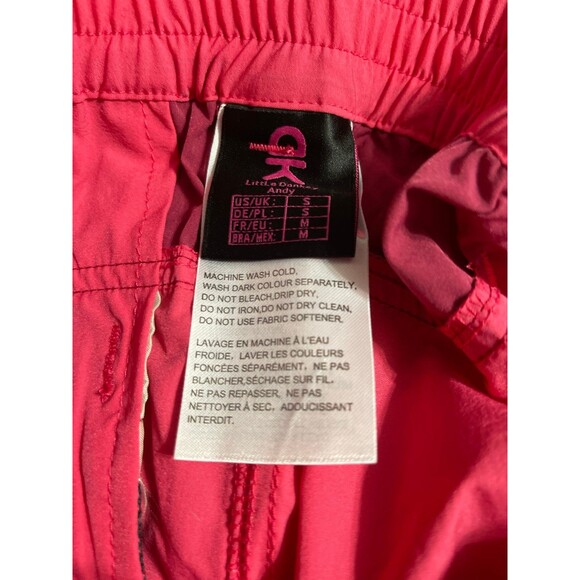 Little Donkey
Andy
US/UK: S
DE/PL: S
FR/EU: M
BRA/MEX: M
MACHINE WASH COLD,
WASH DARK COLOUR SEPARATELY,
DO NOT BLEACH,DRIP DRY,
DO NOT IRON,DO NOT DRY CLEAN,
DO NOT USE FABRIC SOFTENER.
LAVAGE EN MACHINE À L'EAU
FROIDE, LAVER LES COULEURS
FONCÉES SÉPARÉMENT, NE PAS
BLANCHER,SÉCHAGE SUR FIL,
NE PAS REPASSER, NE PAS
NETTOYER À SEC, ADOUCISSANT
INTERDIT.